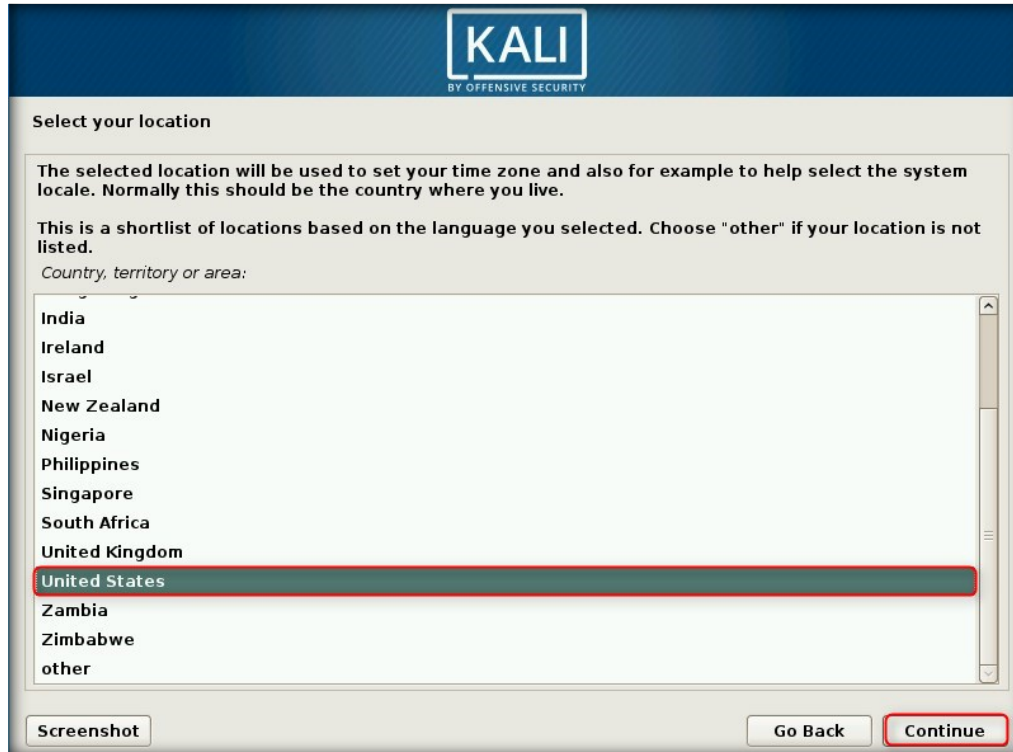 KALI
BY OFFENSIVE SECURITY
Select your location
The selected location will be used to set your time zone and also for example to help select the system
locale. Normally this should be the country where you live.
This is a shortlist of locations based on the language you selected. Choose "other" if your location is not
listed.
Country, territory or area:
India
Ireland
Israel
New Zealand
Nigeria
Philippines
Singapore
South Africa
United Kingdom
United States
Zambia
Zimbabwe
other
Screenshot
Go Back
Continue